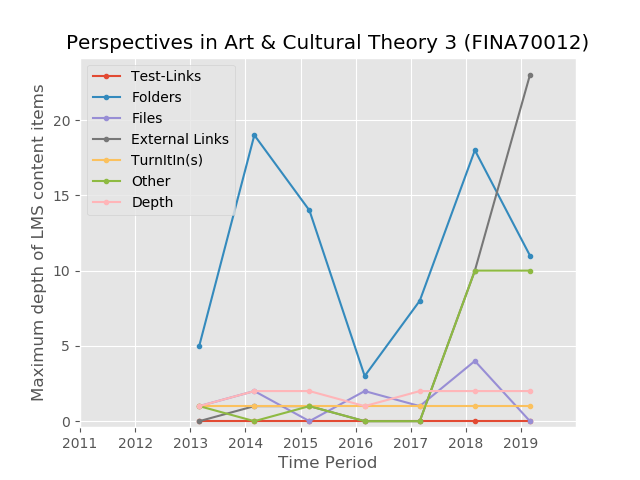 Perspectives in Art & Cultural Theory 3 (FINA70012)
Test-Links
Folders
Files
External Links
TurnItIn(s)
Other
Depth
Maximum depth of LMS content items
20
15
10
5
0
2011 2012 2013 2014 2015 2016 2017 2018 2019
Time Period